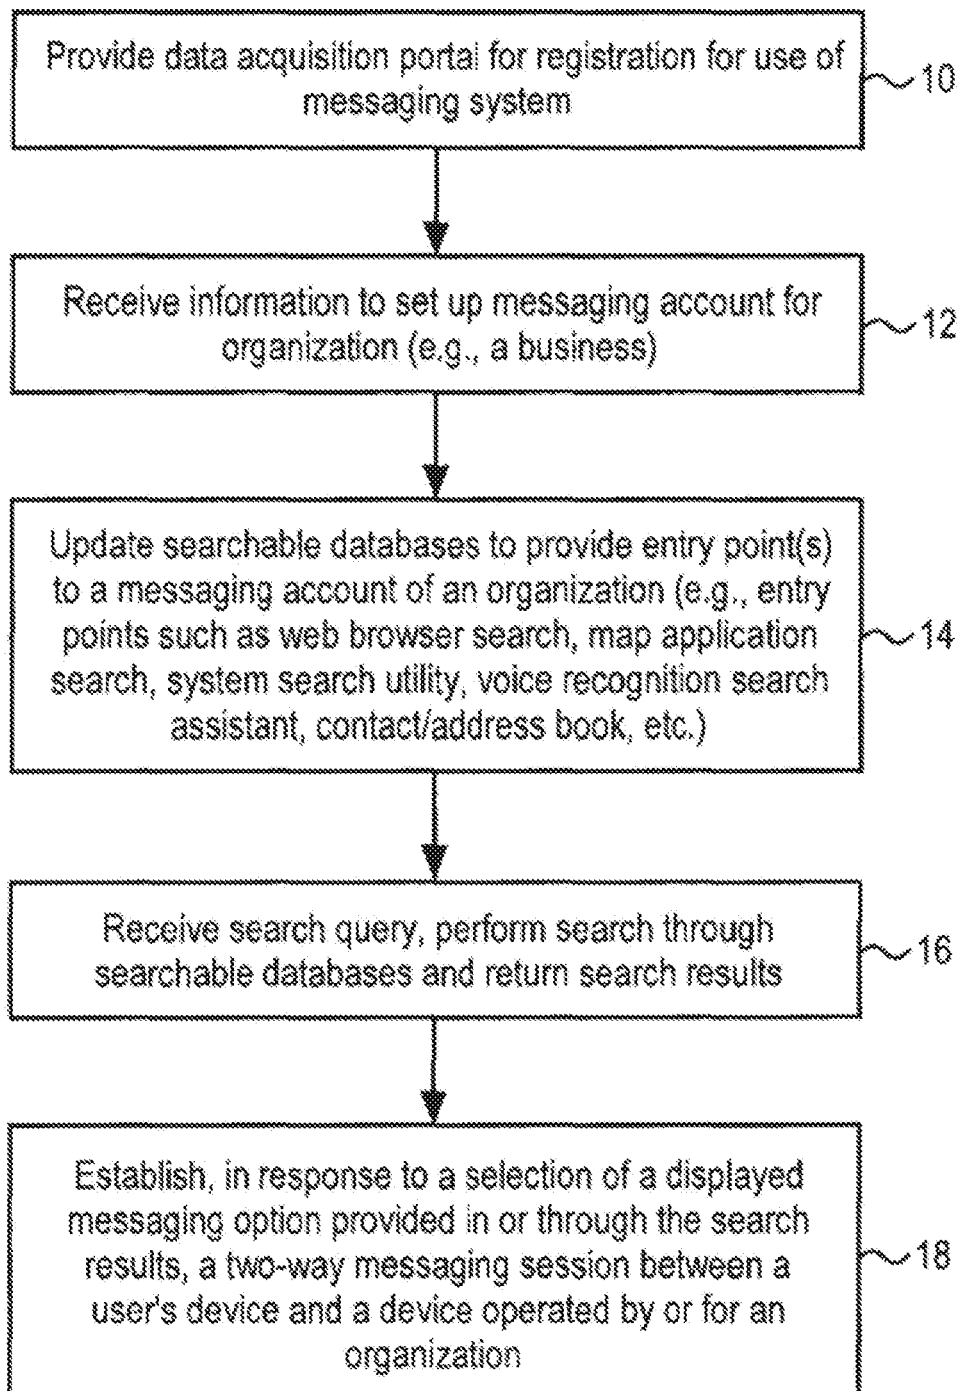 Provide data acquisition portal for registration for use of
messaging system
10
Receive information to set up messaging account for
organization (e.g., a business)
12
Update searchable databases to provide entry point(s)
to a messaging account of an organization (e.g., entry
points such as web browser search, map application
search, system search utility, voice recognition search
assistant, contact/address book, etc.)
14
Receive search query, perform search through
searchable databases and return search results
16
Establish, in response to a selection of a displayed
messaging option provided in or through the search
results, a two-way messaging session between a
user's device and a device operated by or for an
organization
18